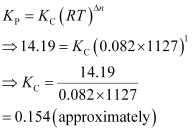 K_P = K_C (RT)^Δn
⇒ 14.19 = K_C (0.082×1127)^1
⇒ K_C = 14.19 / 0.082×1127
= 0.154 (approximately)